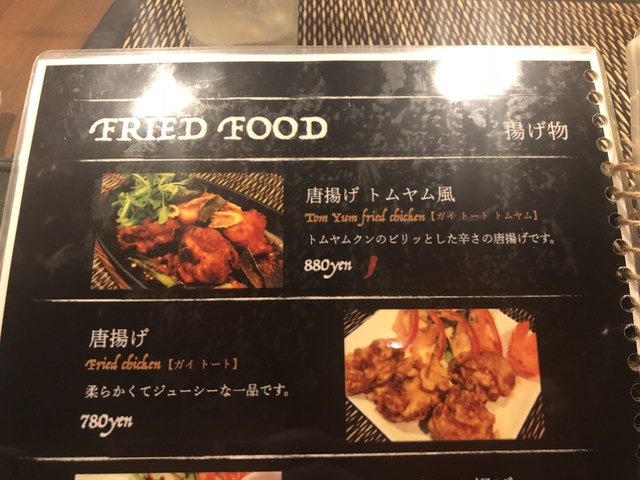 FRIED FOOD
揚げ物
唐揚げ トムヤム風
Tom Yum fried chicken【ガイ トート トムヤム】
トムヤムクンのピリッとした辛さの唐揚げです。
880yen
唐揚げ
Fried chicken【ガイ トート】
柔らかくてジューシーな一品です。
780yen